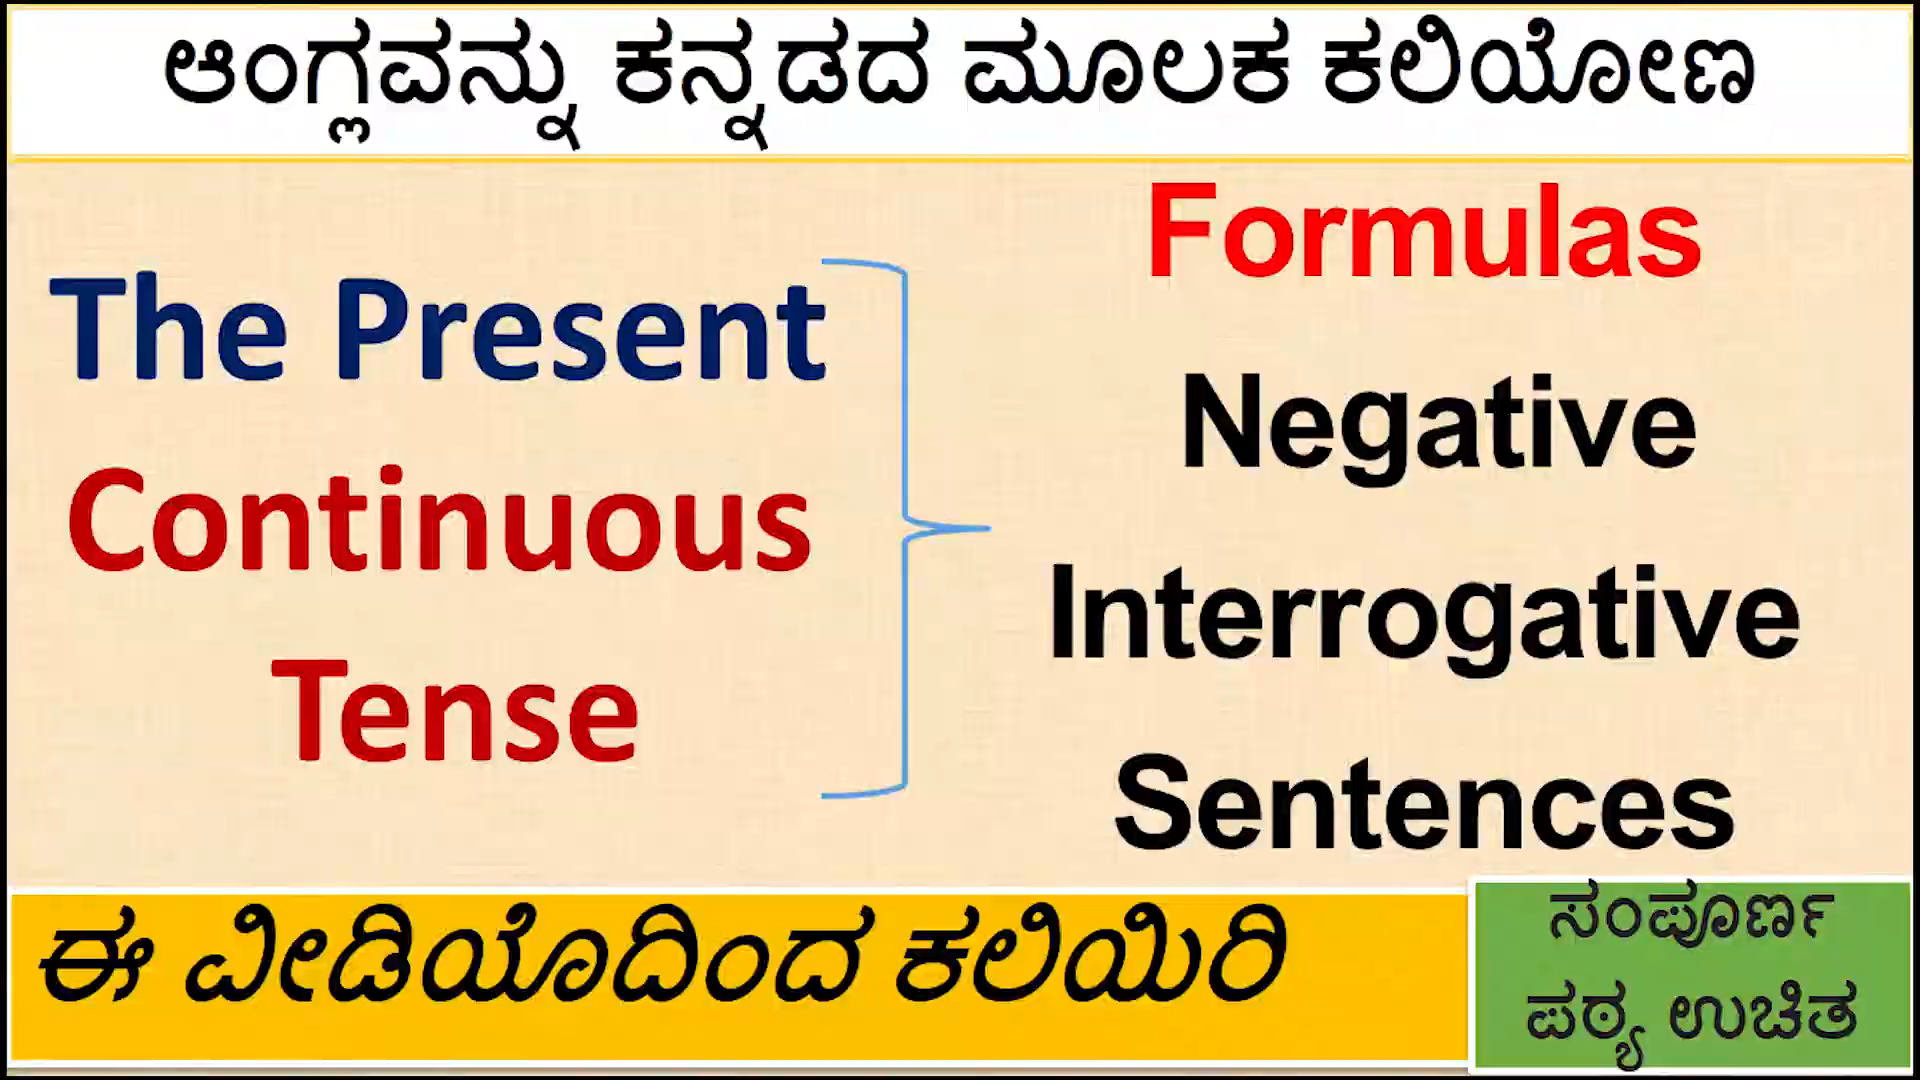 ಆಂಗ್ಲವನ್ನು ಕನ್ನಡದ ಮೂಲಕ ಕಲಿಯೋಣ
The Present
Continuous
Tense
Formulas
Negative
Interrogative
Sentences
ಈ ವೀಡಿಯೊದಿಂದ ಕಲಿಯಿರಿ
ಸಂಪೂರ್ಣ
ಪಠ್ಯ ಉಚಿತ